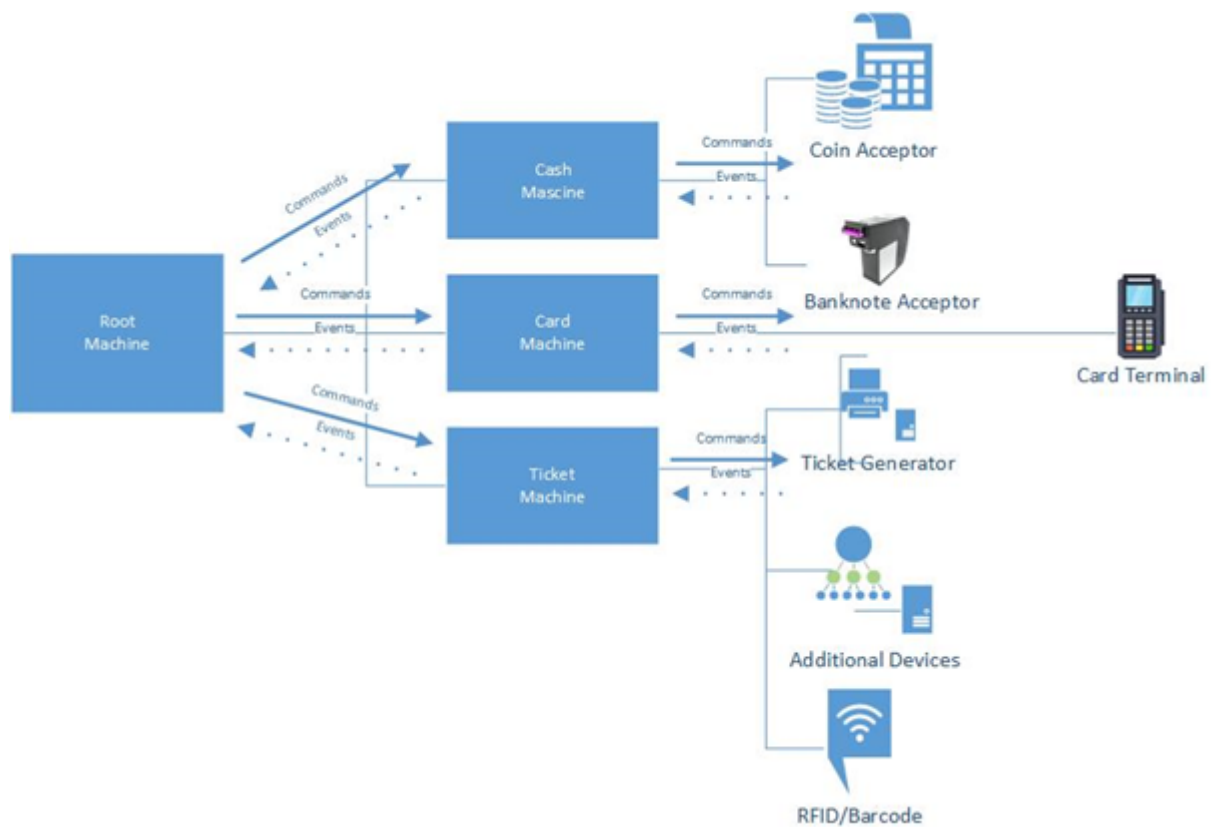 Coin Acceptor
Commands
Events
Cash
Mascine
Commands
Events
Banknote Acceptor
Root
Machine
Commands
Events
Card
Machine
Commands
Events
Card Terminal
Commands
Events
Ticket
Machine
Commands
Events
Ticket Generator
Additional Devices
RFID/Barcode